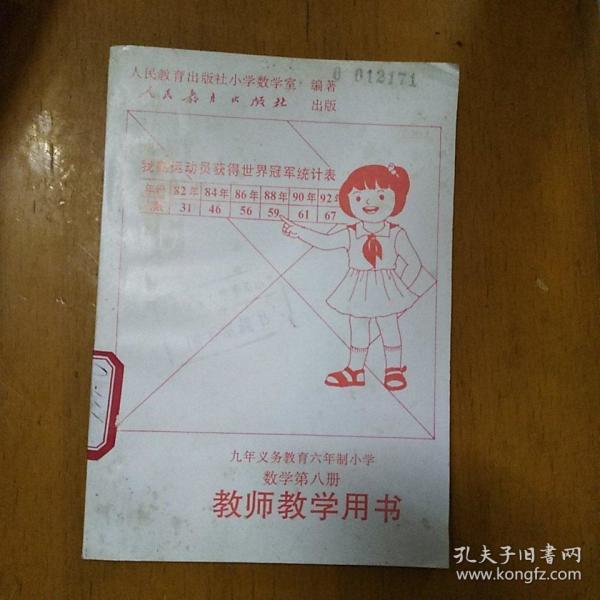 人民教育出版社小学数学室 编著
0 012171
人民教育出版社 出版
我国运动员获得世界冠军统计表
年份 82年 84年 86年 88年 90年 92年
31 46 56 59 61 67
九年义务教育六年制小学
数学第八册
教师教学用书
孔夫子旧书网
www.kongfz.com